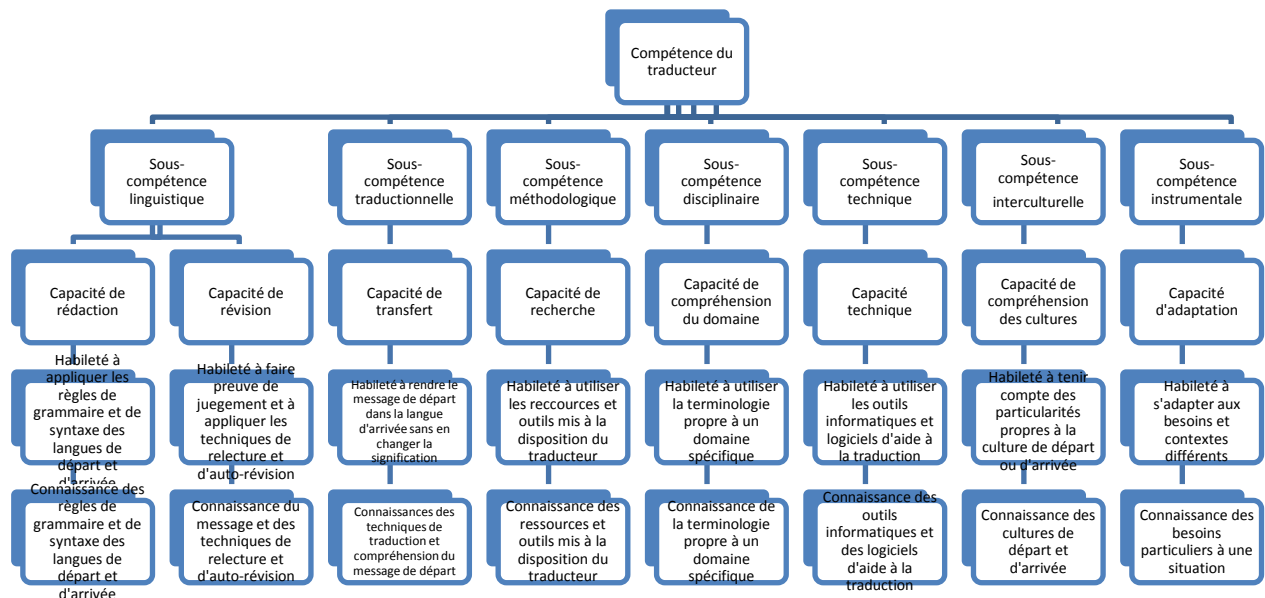 Compétence du
traducteur
Sous-
compétence
linguistique
Sous-
compétence
traductionnelle
Sous-
compétence
méthodologique
Sous-
compétence
disciplinaire
Sous-
compétence
technique
Sous-
compétence
interculturelle
Sous-
compétence
instrumentale
Capacité de
rédaction
Capacité de
révision
Capacité de
transfert
Capacité de
recherche
Capacité de
compréhension
du domaine
Capacité
technique
Capacité de
compréhension
des cultures
Capacité
d'adaptation
Habileté à
appliquer les
règles de
grammaire et de
syntaxe des
langues de
départ et
d'arrivée
Habileté à faire
preuve de
juegement et à
appliquer les
techniques de
relecture et
d'auto-révision
Habileté à rendre le
message de départ
dans la langue
d'arrivée sans en
changer la
signification
Habileté à utiliser
les reccources et
outils mis à la
disposition du
traducteur
Habileté à utiliser
la terminologie
propre à un
domaine
spécifique
Habileté à utiliser
les outils
informatiques et
logiciels d'aide à
la traduction
Habileté à tenir
compte des
particularités
propres à la
culture de départ
ou d'arrivée
Habileté à
s'adapter aux
besoins et
contextes
différents
Connaissance des
règles de
grammaire et de
syntaxe des
langues de
départ et
d'arrivée
Connaissance du
message et des
techniques de
relecture et
d'auto-révision
Connaissances des
techniques de
traduction et
compréhension du
message de départ
Connaissance des
ressources et
outils mis à la
disposition du
traducteur
Connaissance de
la terminologie
propre à un
domaine
spécifique
Connaissance des
outils
informatiques et
des logiciels
d'aide à la
traduction
Connaissance des
cultures de
départ et
d'arrivée
Connaissance des
besoins
particuliers à une
situation